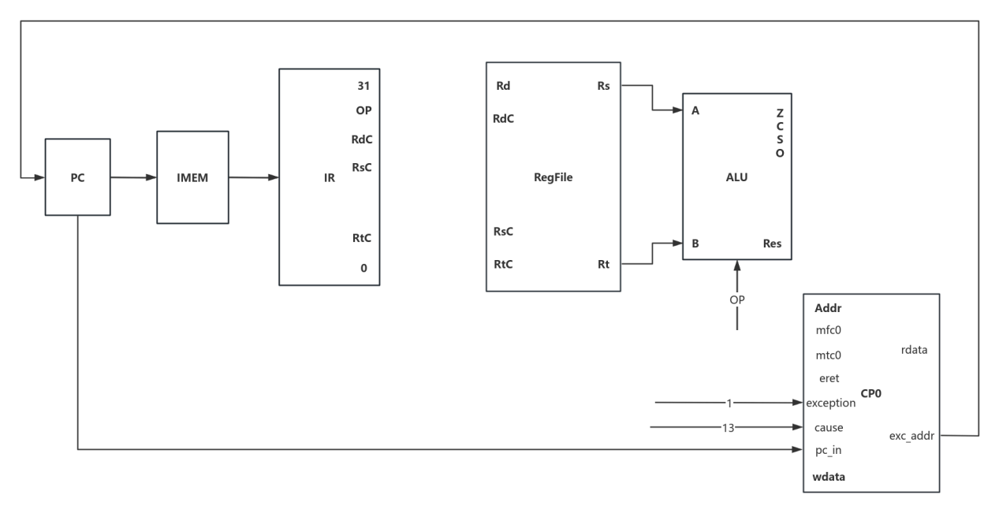 PC
IMEM
31
OP
RdC
RsC
IR
RtC
0
Rd
Rs
RdC
RegFile
RsC
RtC
Rt
A
Z
C
S
O
ALU
B
Res
OP
Addr
mfc0
mtc0
rdata
eret
CP0
1
exception
13
cause
exc_addr
pc_in
wdata